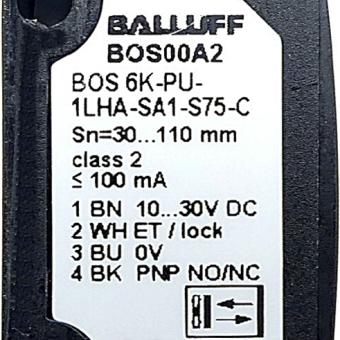 BALLUFF
BOS00A2
BOS 6K-PU-
1LHA-SA1-S75-C
Sn=30...110 mm
class 2
≤ 100 mA
1 BN 10...30V DC
2 WH ET / lock
3 BU 0V
4 BK PNP NO/NC